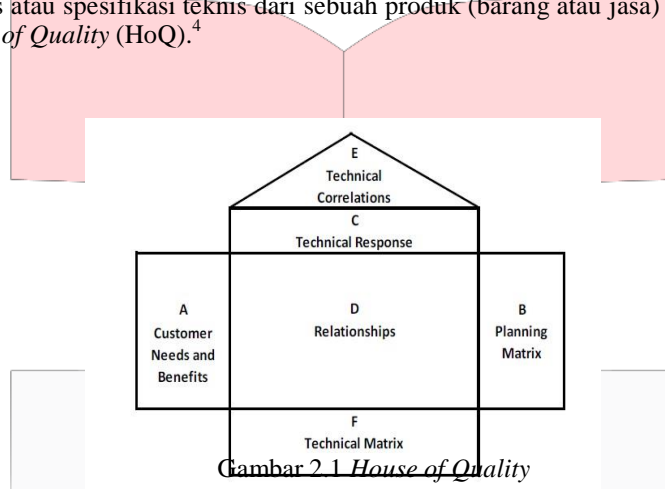 s atau spesifikasi teknis dari sebuah produk (barang atau jasa)
of Quality (HoQ).4
E
Technical
Correlations
C
Technical Response
A
Customer
Needs and
Benefits
D
Relationships
B
Planning
Matrix
F
Technical Matrix
Gambar 2.1 House of Quality